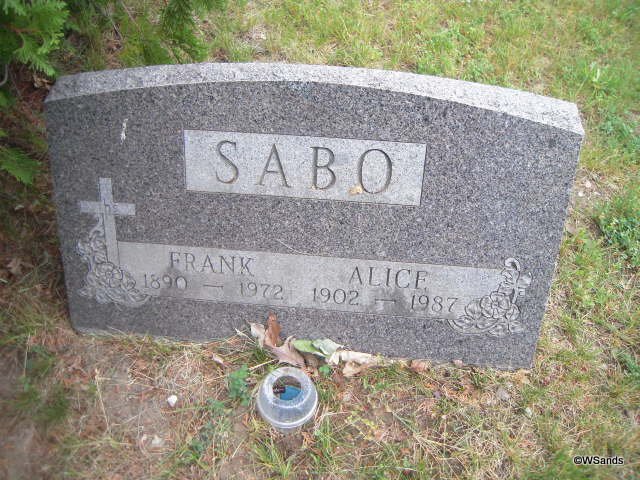 SABO
FRANK ALICE
1890 — 1972 1902 — 1987
©WSands